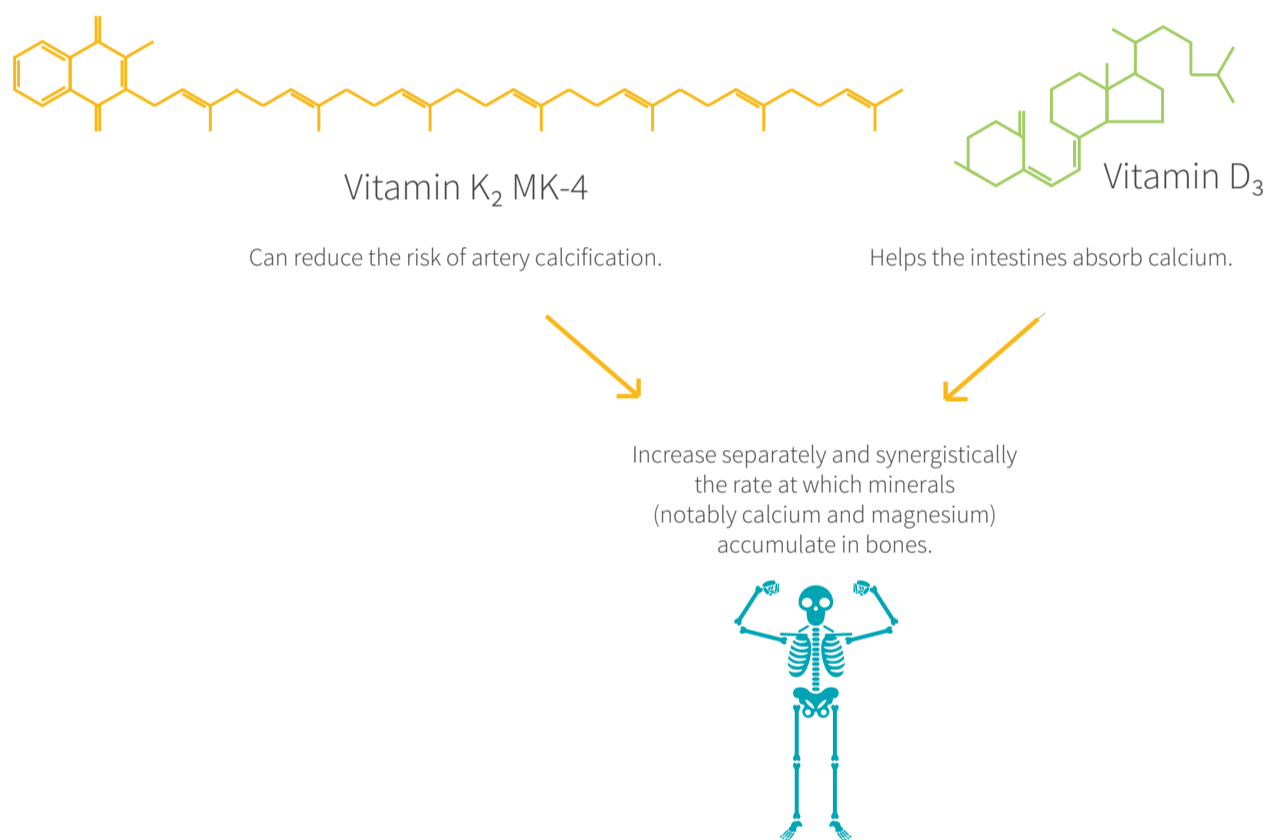 Vitamin K₂ MK-4
Vitamin D₃
Can reduce the risk of artery calcification.
Helps the intestines absorb calcium.
Increase separately and synergistically
the rate at which minerals
(notably calcium and magnesium)
accumulate in bones.